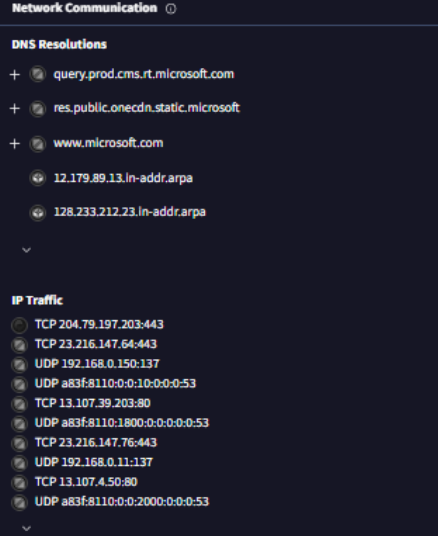 Network Communication
DNS Resolutions
+ query.prod.cms.rt.microsoft.com
+ res.public.onecdn.static.microsoft
+ www.microsoft.com
12.179.89.13.in-addr.arpa
128.233.212.23.in-addr.arpa
IP Traffic
TCP 204.79.197.203:443
TCP 23.216.147.64:443
UDP 192.168.0.150:137
UDP a83f:8110:0:0:10:0:0:0:53
TCP 13.107.39.203:80
UDP a83f:8110:1800:0:0:0:0:0:53
TCP 23.216.147.76:443
UDP 192.168.0.11:137
TCP 13.107.4.50:80
UDP a83f:8110:0:0:2000:0:0:0:53